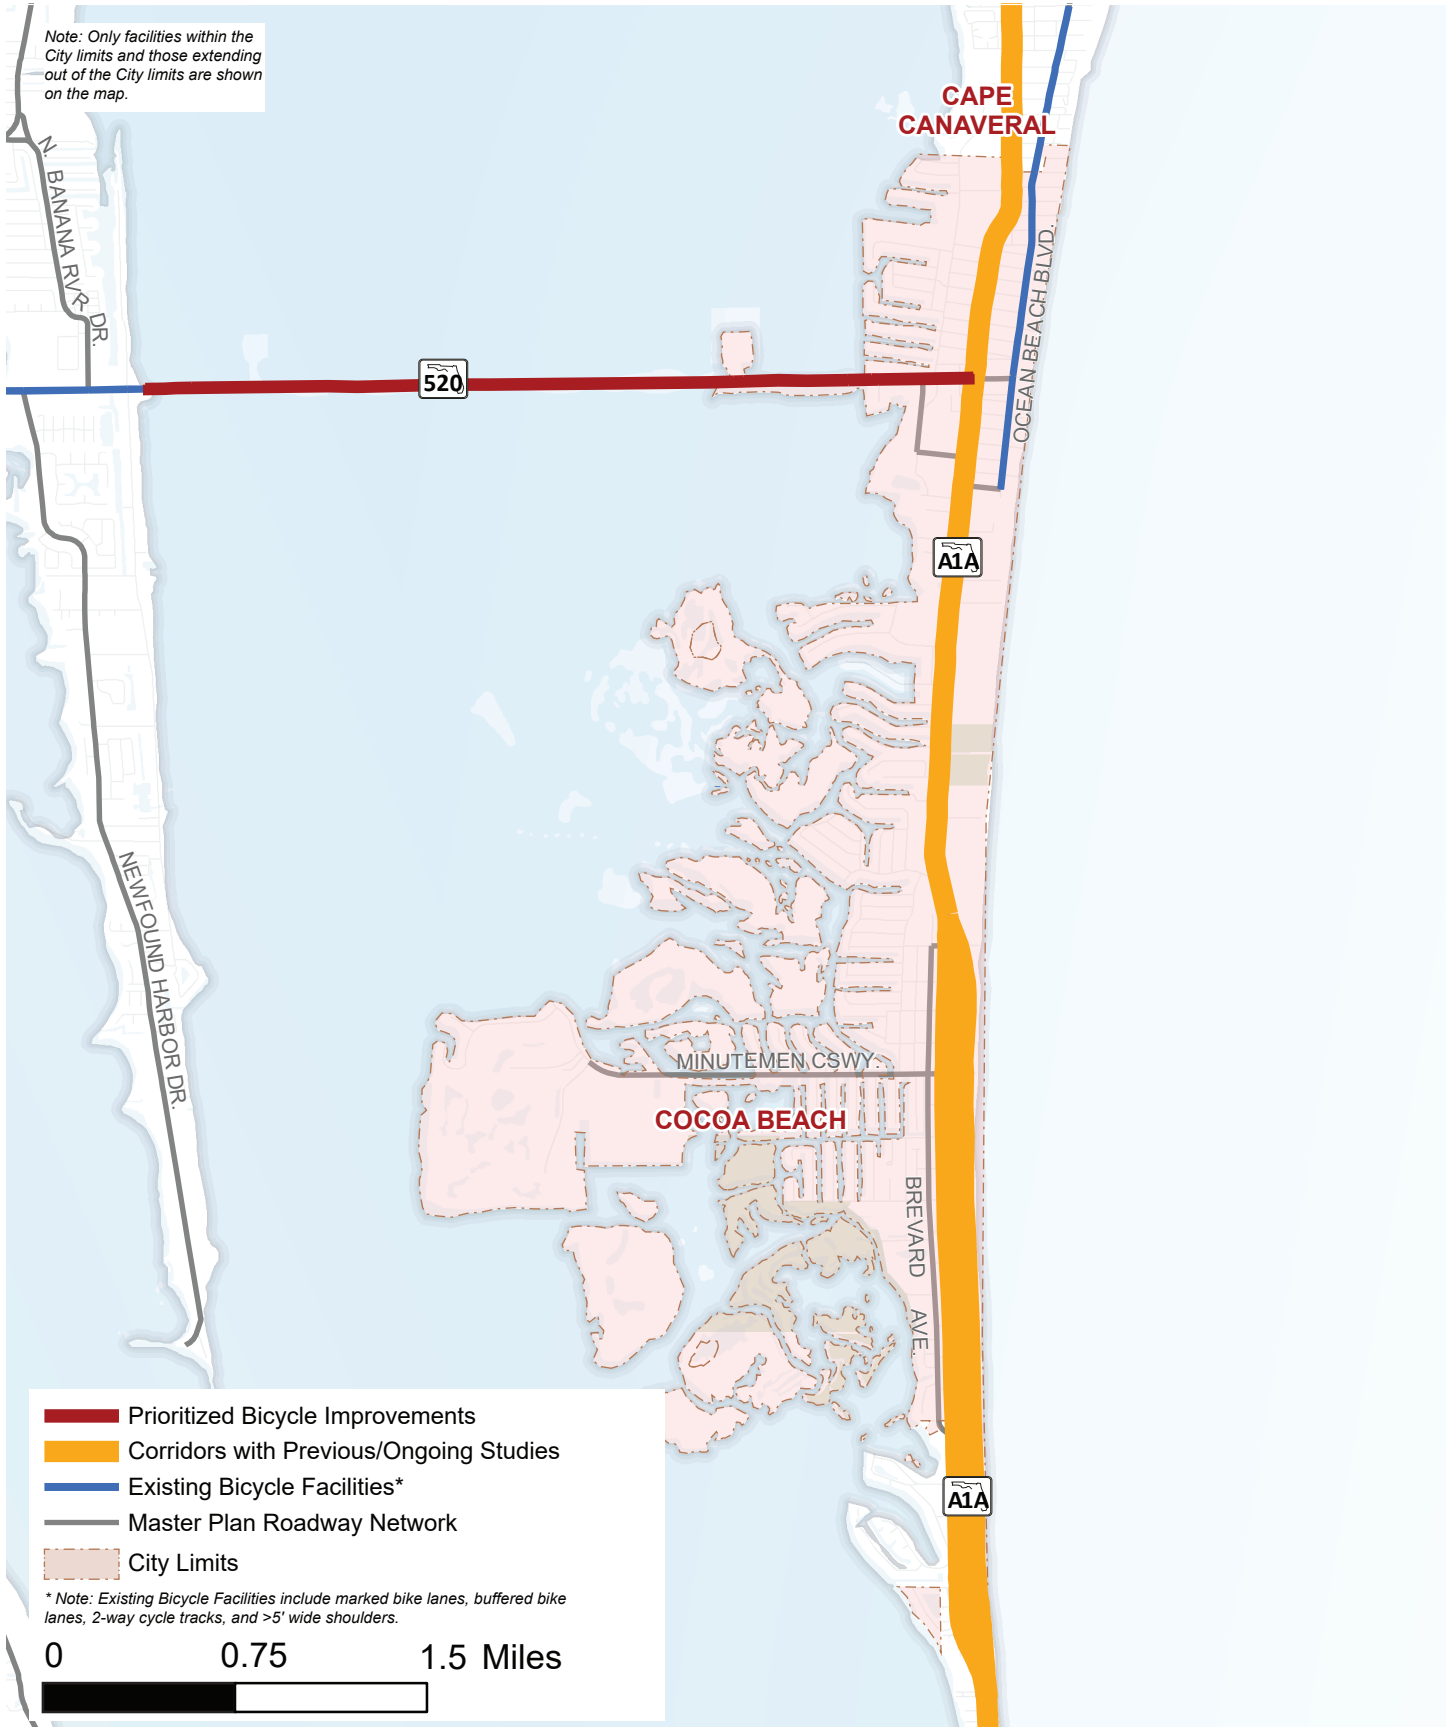 Note: Only facilities within the
City limits and those extending
out of the City limits are shown
on the map.
CAPE
CANAVERAL
N. BANANA RVR DR.
OCEAN BEACH BLVD.
520
A1A
NEWFOUND HARBOR DR.
MINUTEMEN CSWY.
COCOA BEACH
BREVARD AVE.
A1A
Prioritized Bicycle Improvements
Corridors with Previous/Ongoing Studies
Existing Bicycle Facilities*
Master Plan Roadway Network
City Limits
* Note: Existing Bicycle Facilities include marked bike lanes, buffered bike
lanes, 2-way cycle tracks, and >5' wide shoulders.
0 0.75 1.5 Miles